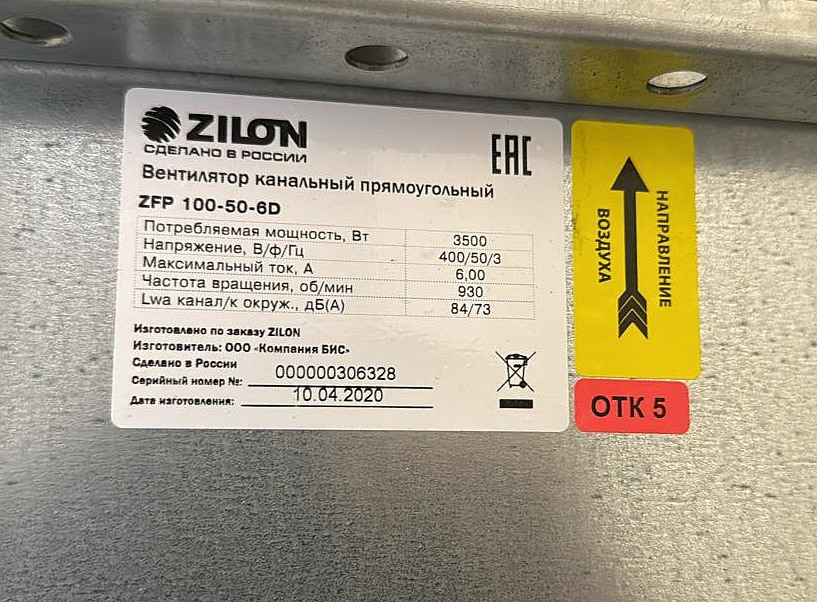 ZILON
СДЕЛАНО В РОССИИ
EAC
Вентилятор канальный прямоугольный
ZFP 100-50-6D
Потребляемая мощность, Вт 3500
Напряжение, В/ф/Гц 400/50/3
Максимальный ток, А 6,00
Частота вращения, об/мин 930
Lwa канал/к окруж., дБ(А) 84/73
Изготовлено по заказу ZILON
Изготовитель: ООО «Компания БИС»
Сделано в России
Серийный номер №: 000000306328
Дата изготовления: 10.04.2020
НАПРАВЛЕНИЕ
ВОЗДУХА
ОТК 5